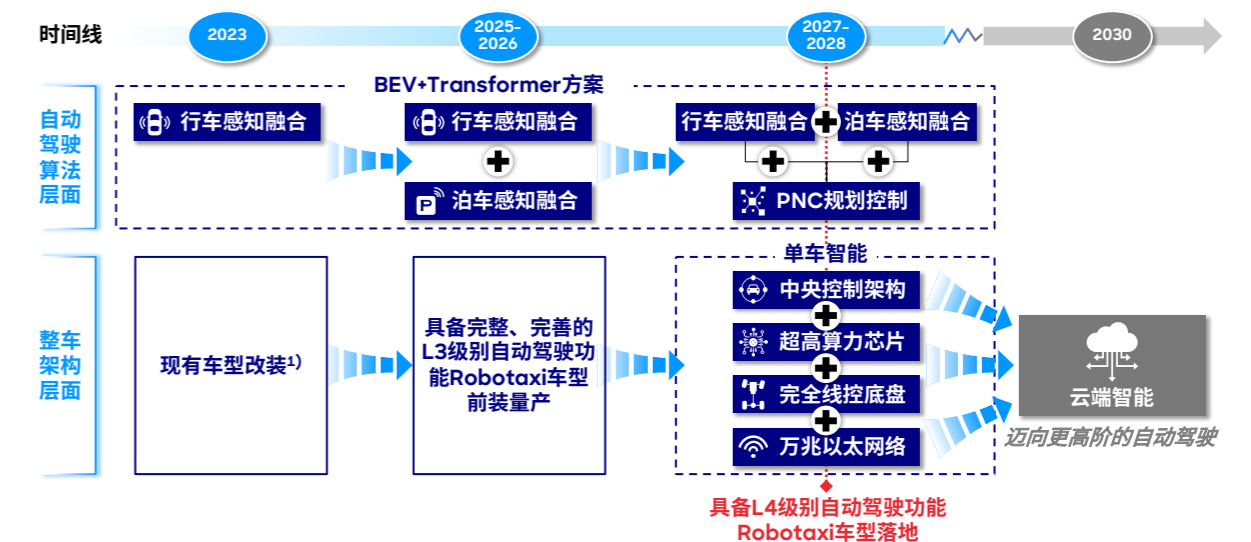 时间线
2023
2025-
2026
2027-
2028
2030
自动
驾驶
算法
层面
BEV+Transformer方案
行车感知融合
行车感知融合
泊车感知融合
行车感知融合
泊车感知融合
PNC规划控制
整车
架构
层面
现有车型改装1)
具备完整、完善的
L3级别自动驾驶功
能Robotaxi车型
前装量产
单车智能
中央控制架构
超高算力芯片
完全线控底盘
万兆以太网络
具备L4级别自动驾驶功能
Robotaxi车型落地
云端智能
迈向更高阶的自动驾驶